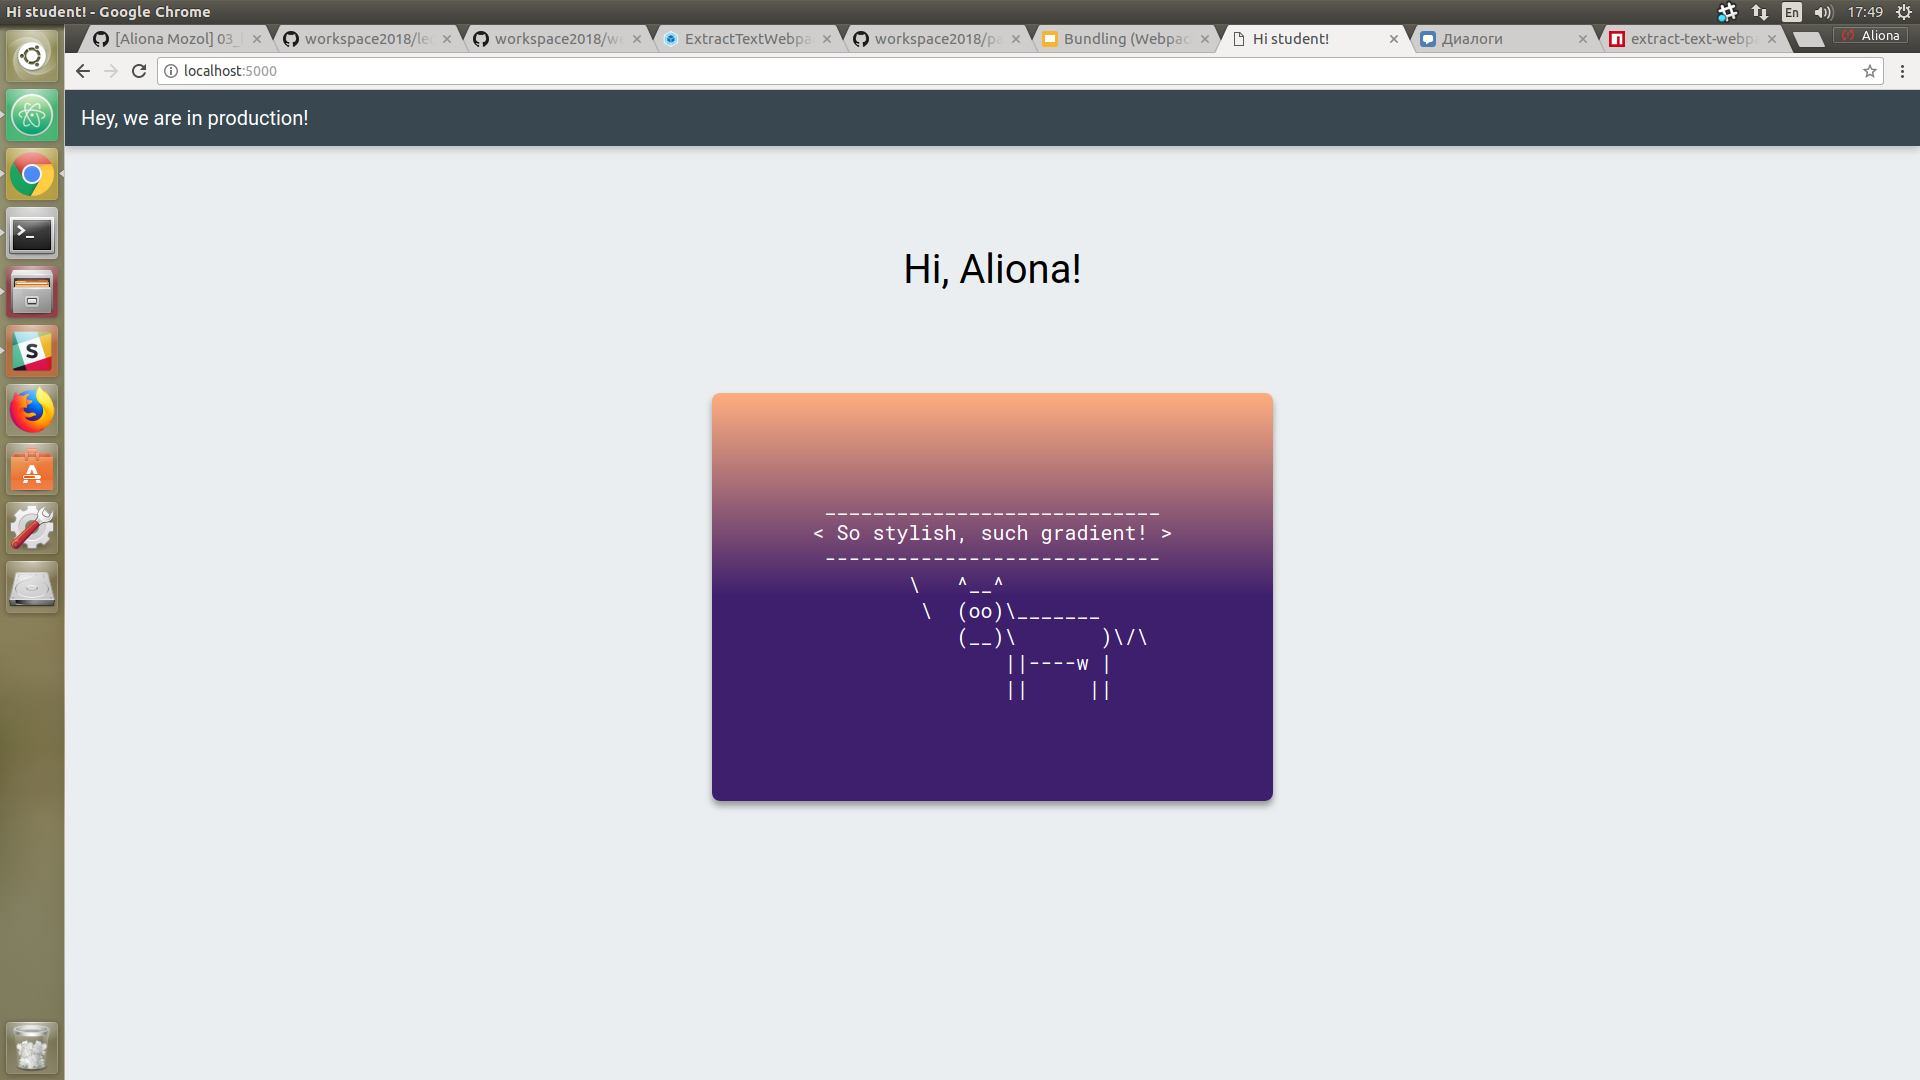 Hi student! - Google Chrome
En
17:49
[Aliona Mozol] 03_
workspace2018/le
workspace2018/w
ExtractTextWebpa
workspace2018/pa
Bundling (Webpac
Hi student!
Диалоги
extract-text-webp
Aliona
localhost:5000
Hey, we are in production!
Hi, Aliona!
____________________________
< So stylish, such gradient! >
----------------------------
\   ^__^
\  (oo)\_______
(__)\       )\/\
||----w |
||     ||